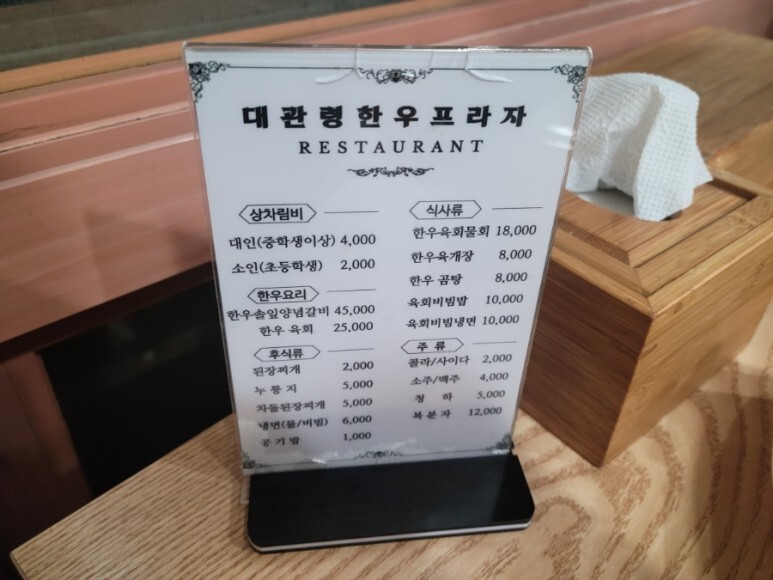 대관령한우프라자
RESTAURANT
상차림비
대인(중학생이상) 4,000
소인(초등학생) 2,000
한우요리
한우솔잎양념갈비 45,000
한우 육회 25,000
후식류
된장찌개 2,000
누룽지 5,000
차돌된장찌개 5,000
냉면(물/비빔) 6,000
공기밥 1,000
식사류
한우육회물회 18,000
한우육개장 8,000
한우 곰탕 8,000
육회비빔밥 10,000
육회비빔냉면 10,000
주 류
콜라/사이다 2,000
소주/맥주 4,000
청 하 5,000
복분자 12,000